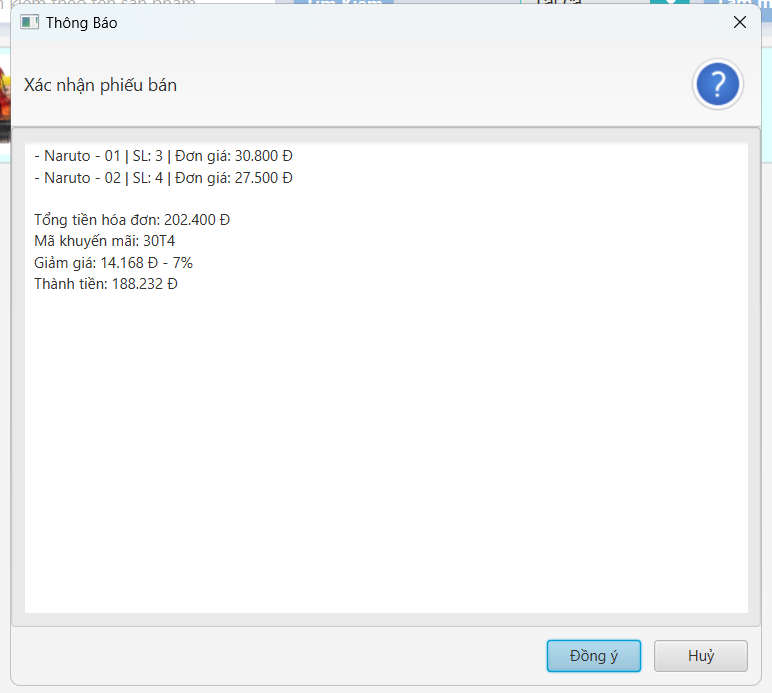 Thông Báo
Xác nhận phiếu bán
?
- Naruto - 01 | SL: 3 | Đơn giá: 30.800 Đ
- Naruto - 02 | SL: 4 | Đơn giá: 27.500 Đ
Tổng tiền hóa đơn: 202.400 Đ
Mã khuyến mãi: 30T4
Giảm giá: 14.168 Đ - 7%
Thành tiền: 188.232 Đ
Đồng ý
Huỷ